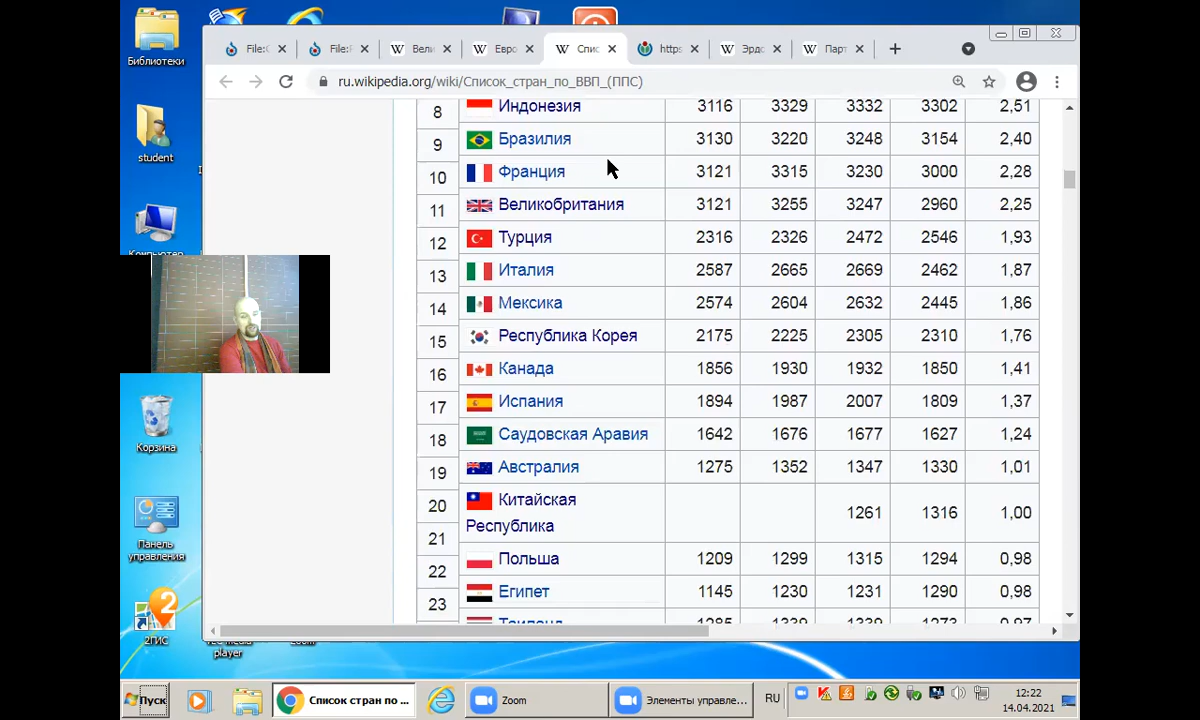 Библиотеки
student
Компьютер
Корзина
Панель
управления
2ГИС
player
File:
File:
Вели
Евро
Спис
https
Эрдо
Парт
ru.wikipedia.org/wiki/Список_стран_по_ВВП_(ППС)
8 Индонезия 3116 3329 3332 3302 2,51
9 Бразилия 3130 3220 3248 3154 2,40
10 Франция 3121 3315 3230 3000 2,28
11 Великобритания 3121 3255 3247 2960 2,25
12 Турция 2316 2326 2472 2546 1,93
13 Италия 2587 2665 2669 2462 1,87
14 Мексика 2574 2604 2632 2445 1,86
15 Республика Корея 2175 2225 2305 2310 1,76
16 Канада 1856 1930 1932 1850 1,41
17 Испания 1894 1987 2007 1809 1,37
18 Саудовская Аравия 1642 1676 1677 1627 1,24
19 Австралия 1275 1352 1347 1330 1,01
20 Китайская
Республика 1261 1316 1,00
21
22 Польша 1209 1299 1315 1294 0,98
23 Египет 1145 1230 1231 1290 0,98
Пуск
Список стран по ...
Zoom
Элементы управле...
RU
12:22
14.04.2021